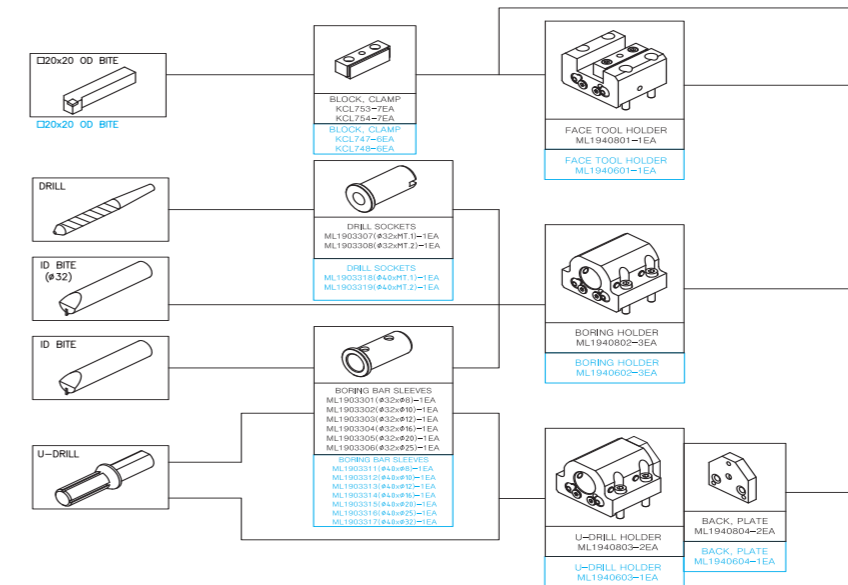 □20x20 OD BITE
□20x20 OD BITE
BLOCK, CLAMP
KCL753-7EA
KCL754-7EA
BLOCK, CLAMP
KCL747-6EA
KCL748-6EA
FACE TOOL HOLDER
ML1940801-1EA
FACE TOOL HOLDER
ML1940601-1EA
DRILL
DRILL SOCKETS
ML1903307(ø32xMT.1)-1EA
ML1903308(ø32xMT.2)-1EA
DRILL SOCKETS
ML1903318(ø40xMT.1)-1EA
ML1903319(ø40xMT.2)-1EA
ID BITE
(ø32)
BORING HOLDER
ML1940802-3EA
BORING HOLDER
ML1940602-3EA
ID BITE
BORING BAR SLEEVES
ML1903301(ø32xø8)-1EA
ML1903302(ø32xø10)-1EA
ML1903303(ø32xø12)-1EA
ML1903304(ø32xø16)-1EA
ML1903305(ø32xø20)-1EA
ML1903306(ø32xø25)-1EA
BORING BAR SLEEVES
ML1903311(ø40xø8)-1EA
ML1903312(ø40xø10)-1EA
ML1903313(ø40xø12)-1EA
ML1903314(ø40xø16)-1EA
ML1903315(ø40xø20)-1EA
ML1903316(ø40xø25)-1EA
ML1903317(ø40xø32)-1EA
U-DRILL
U-DRILL HOLDER
ML1940803-2EA
U-DRILL HOLDER
ML1940603-1EA
BACK, PLATE
ML1940804-2EA
BACK, PLATE
ML1940604-1EA